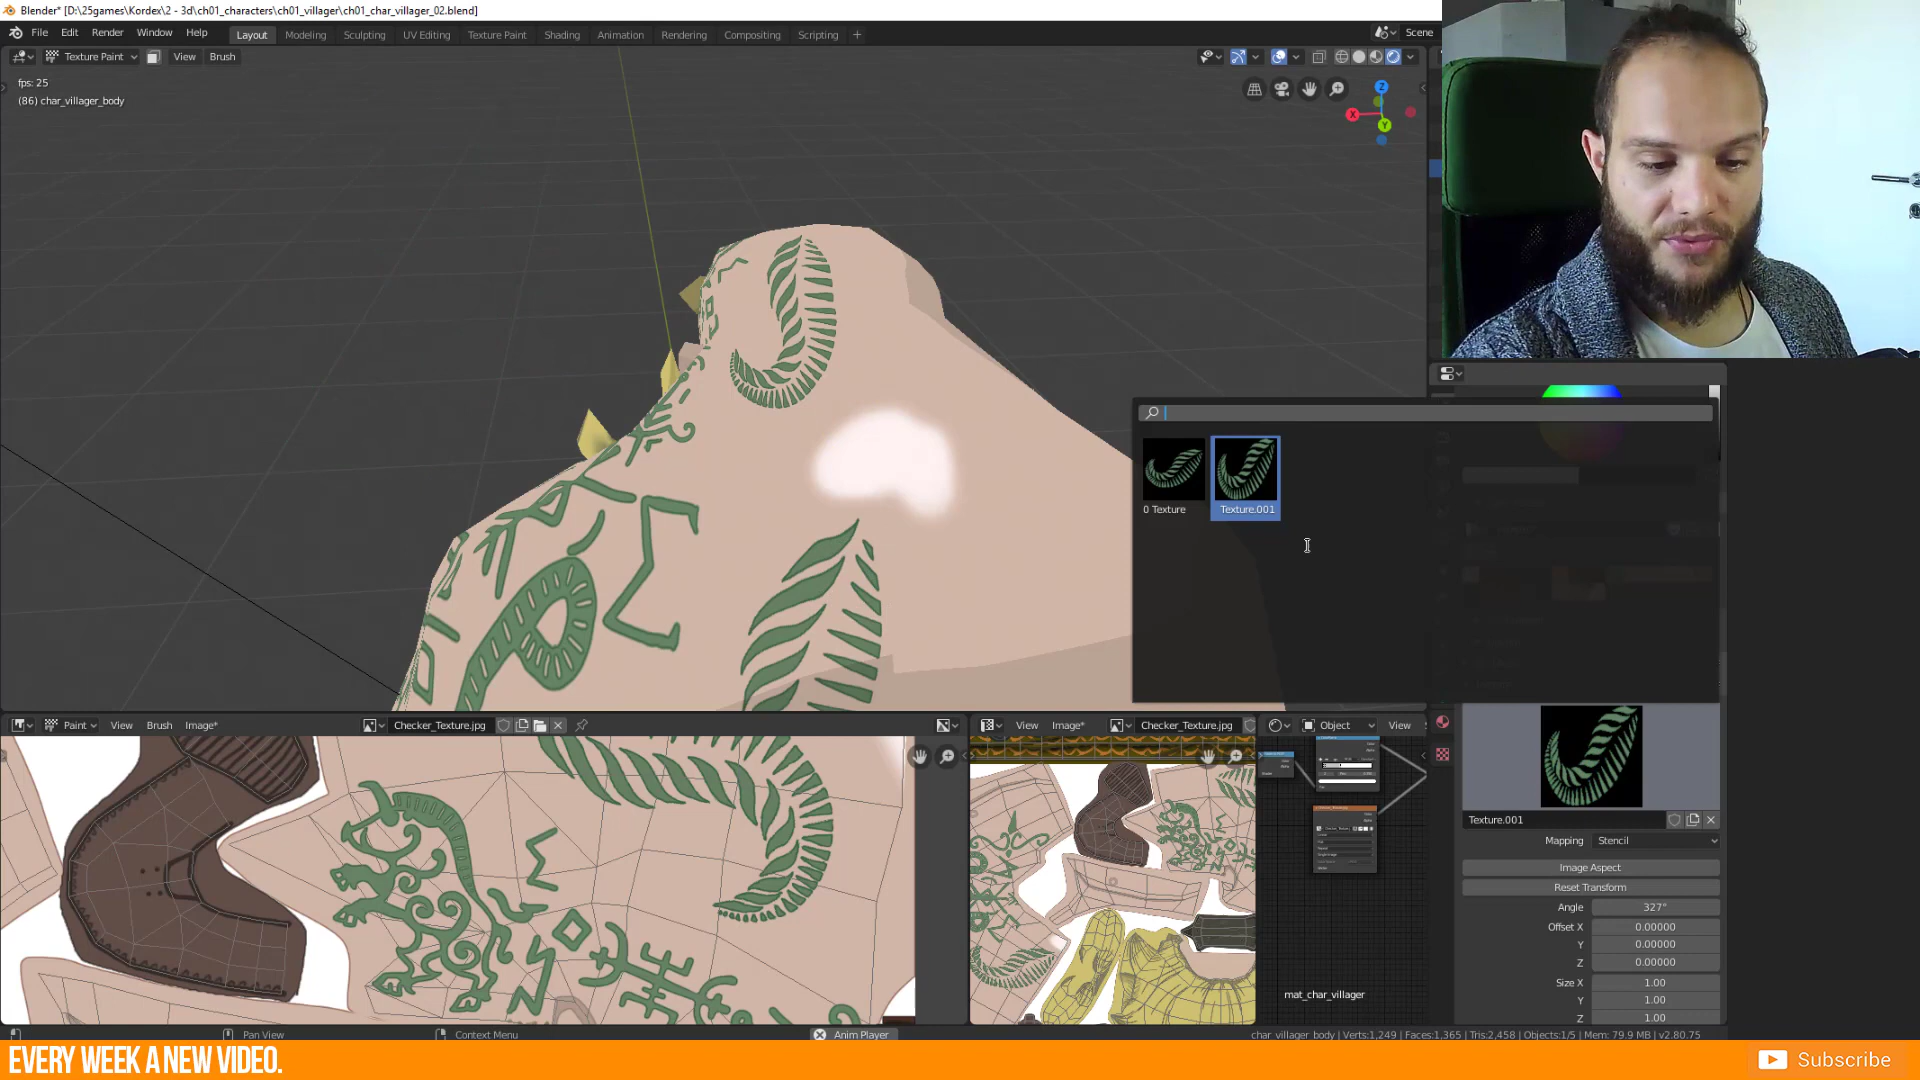 Blender* [D:\25games\Kordex\2 - 3d\ch01_characters\ch01_villager\ch01_char_villager_02.blend]
File Edit Render Window Help Layout Modeling Sculpting UV Editing Texture Paint Shading Animation Rendering Compositing Scripting + Scene
Texture Paint View Brush
fps: 25
(86) char_villager_body
Z
X
Y
0 Texture Texture.001
Paint View Brush Image* Checker_Texture.jpg View Image* Checker_Texture.jpg Object View
Texture.001
Mapping Stencil
Image Aspect
Reset Transform
Angle 327°
Offset X 0.00000
Y 0.00000
Z 0.00000
Size X 1.00
Y 1.00
Z 1.00
mat_char_villager
Pan View Context Menu Anim Player char_villager_body | Verts:1,249 | Faces:1,365 | Tris:2,458 | Objects:1/5 | Mem: 79.9 MB | v2.80.75
EVERY WEEK A NEW VIDEO.
Subscribe